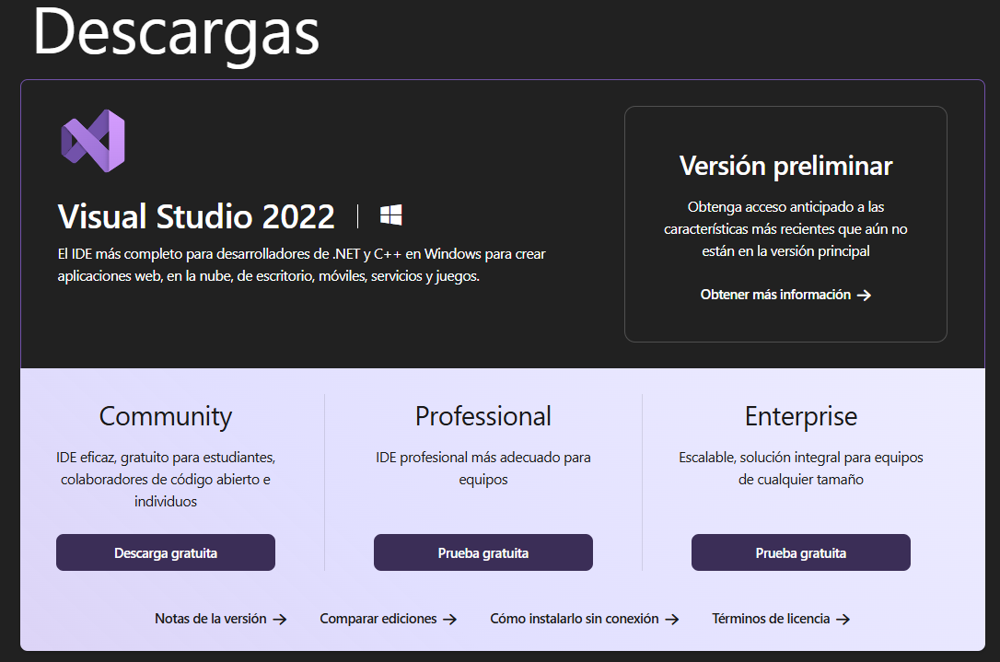 Descargas
Visual Studio 2022
El IDE más completo para desarrolladores de .NET y C++ en Windows para crear
aplicaciones web, en la nube, de escritorio, móviles, servicios y juegos.
Versión preliminar
Obtenga acceso anticipado a las
características más recientes que aún no
están en la versión principal
Obtener más información →
Community
IDE eficaz, gratuito para estudiantes,
colaboradores de código abierto e
individuos
Descarga gratuita
Professional
IDE profesional más adecuado para
equipos
Prueba gratuita
Enterprise
Escalable, solución integral para equipos
de cualquier tamaño
Prueba gratuita
Notas de la versión →
Comparar ediciones →
Cómo instalarlo sin conexión →
Términos de licencia →